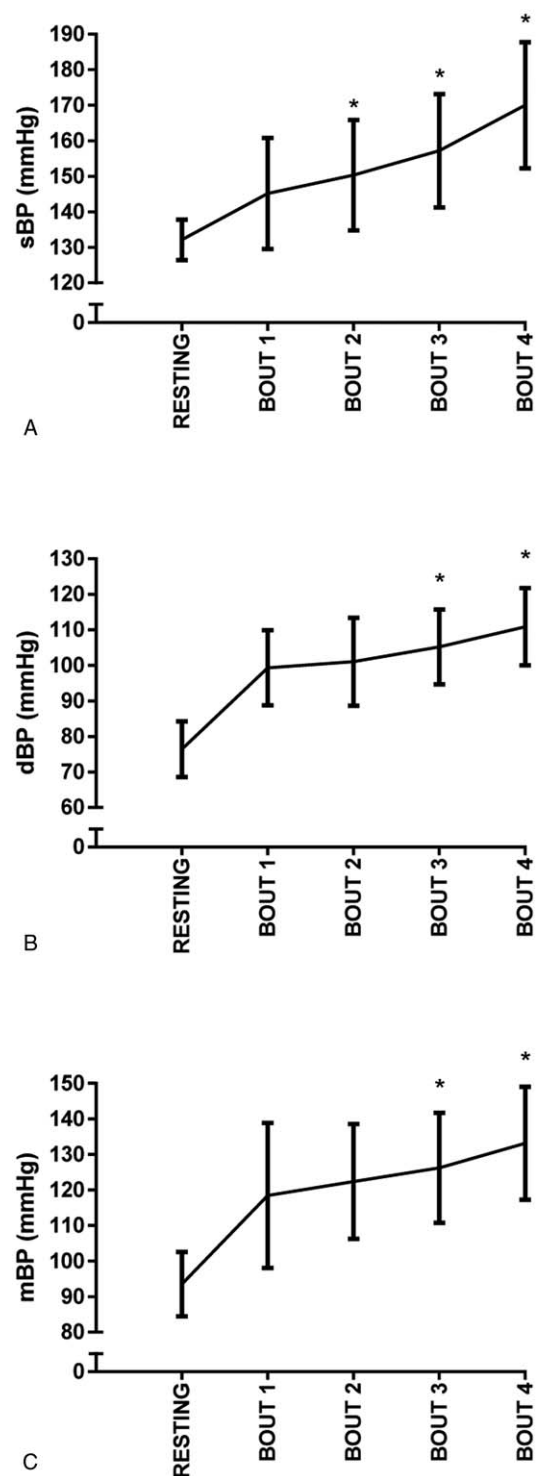 190
180
170
160
150
140
130
120
0
sBP (mmHg)
*
*
*
RESTING
BOUT 1
BOUT 2
BOUT 3
BOUT 4
A
130
120
110
100
90
80
70
60
0
dBP (mmHg)
*
*
RESTING
BOUT 1
BOUT 2
BOUT 3
BOUT 4
B
150
140
130
120
110
100
90
80
0
mBP (mmHg)
*
*
RESTING
BOUT 1
BOUT 2
BOUT 3
BOUT 4
C